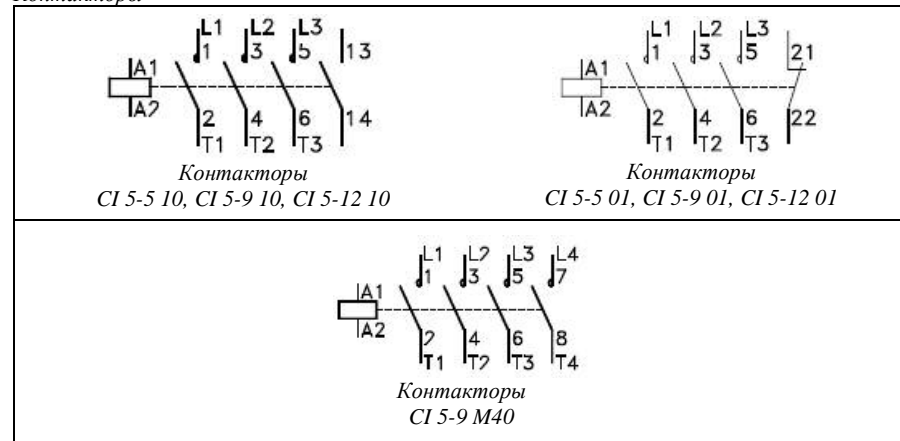 Контакторы
L1 L2 L3
1 3 5 13
A1
A2
2 4 6 14
T1 T2 T3
Контакторы
CI 5-5 10, CI 5-9 10, CI 5-12 10
L1 L2 L3
1 3 5 21
A1
A2
2 4 6 22
T1 T2 T3
Контакторы
CI 5-5 01, CI 5-9 01, CI 5-12 01
L1 L2 L3 L4
1 3 5 7
A1
A2
2 4 6 8
T1 T2 T3 T4
Контакторы
CI 5-9 M40